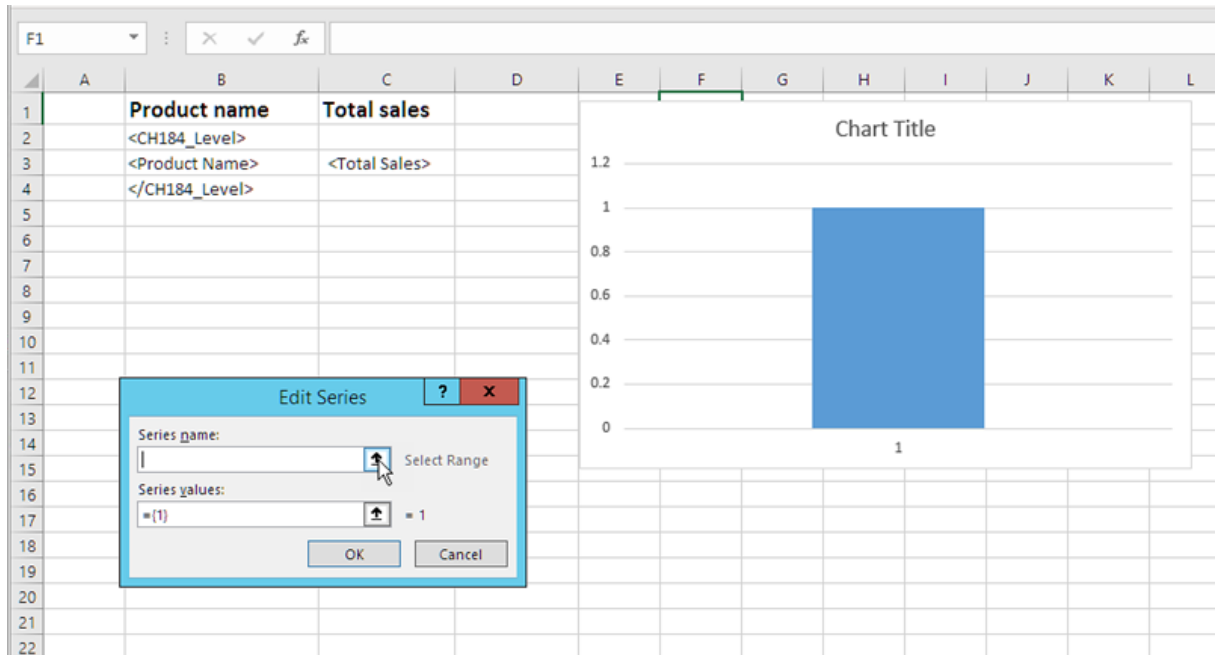 F1 fx
A B C D E F G H I J K L
1 Product name Total sales
2 <CH184_Level>
3 <Product Name> <Total Sales>
4 </CH184_Level>
5
6
7
8
9
10
11
12
13
14
15
16
17
18
19
20
21
22
Chart Title
1.2
1
0.8
0.6
0.4
0.2
0
1
Edit Series ? x
Series name:
Select Range
Series values:
={1} = 1
OK Cancel